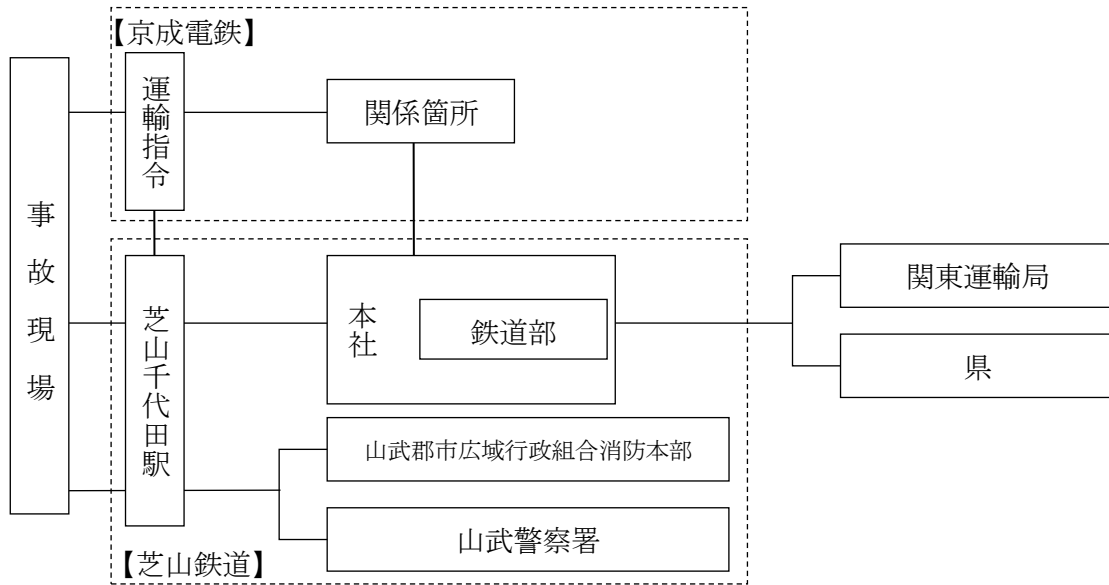 【京成電鉄】
事故現場
運輸指令
関係箇所
芝山千代田駅
本社
鉄道部
関東運輸局
県
山武郡市広域行政組合消防本部
山武警察署
【芝山鉄道】